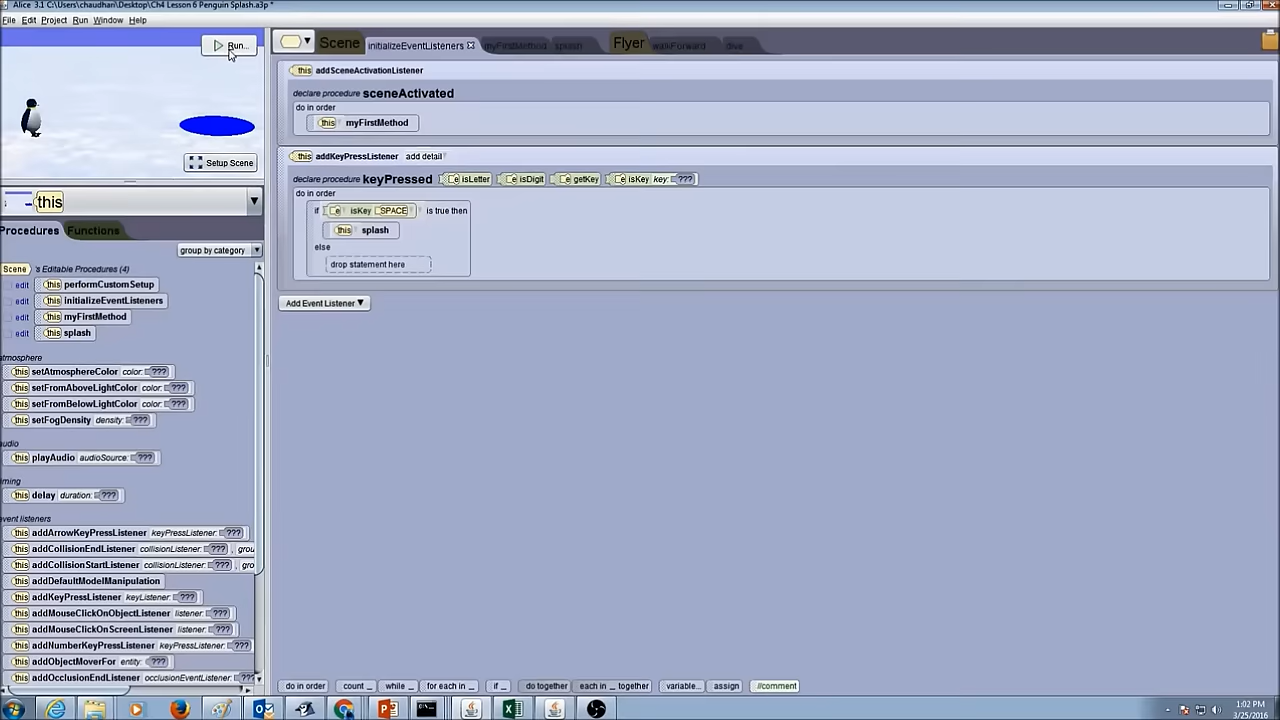 Alice 3.1 C:\Users\chaudhari\Desktop\Ch4 Lesson 6 Penguin Splash.a3p *
File Edit Project Run Window Help
Run...
Setup Scene
this
Procedures Functions
group by category
Scene 's Editable Procedures (4)
edit this performCustomSetup
edit this initializeEventListeners
edit this myFirstMethod
edit this splash
atmosphere
this setAtmosphereColor color: ???
this setFromAboveLightColor color: ???
this setFromBelowLightColor color: ???
this setFogDensity density: ???
audio
this playAudio audioSource: ???
timing
this delay duration: ???
event listeners
this addArrowKeyPressListener keyPressListener: ???
this addCollisionEndListener collisionListener: ??? , grou
this addCollisionStartListener collisionListener: ??? , gro
this addDefaultModelManipulation
this addKeyPressListener keyListener: ???
this addMouseClickOnObjectListener listener: ???
this addMouseClickOnScreenListener listener: ???
this addNumberKeyPressListener keyPressListener: ???
this addObjectMoverFor entity: ???
this addOcclusionEndListener occlusionEventListener: ???
Scene initializeEventListeners myFirstMethod splash Flyer walkForward dive
this addSceneActivationListener
declare procedure sceneActivated
do in order
this myFirstMethod
this addKeyPressListener add detail
declare procedure keyPressed e isLetter e isDigit e getKey e isKey key: ???
do in order
if e isKey SPACE is true then
this splash
else
drop statement here
Add Event Listener
do in order count _ while _ for each in _ if _ do together each in _ together variable... assign //comment
1:02 PM
3/25/2016